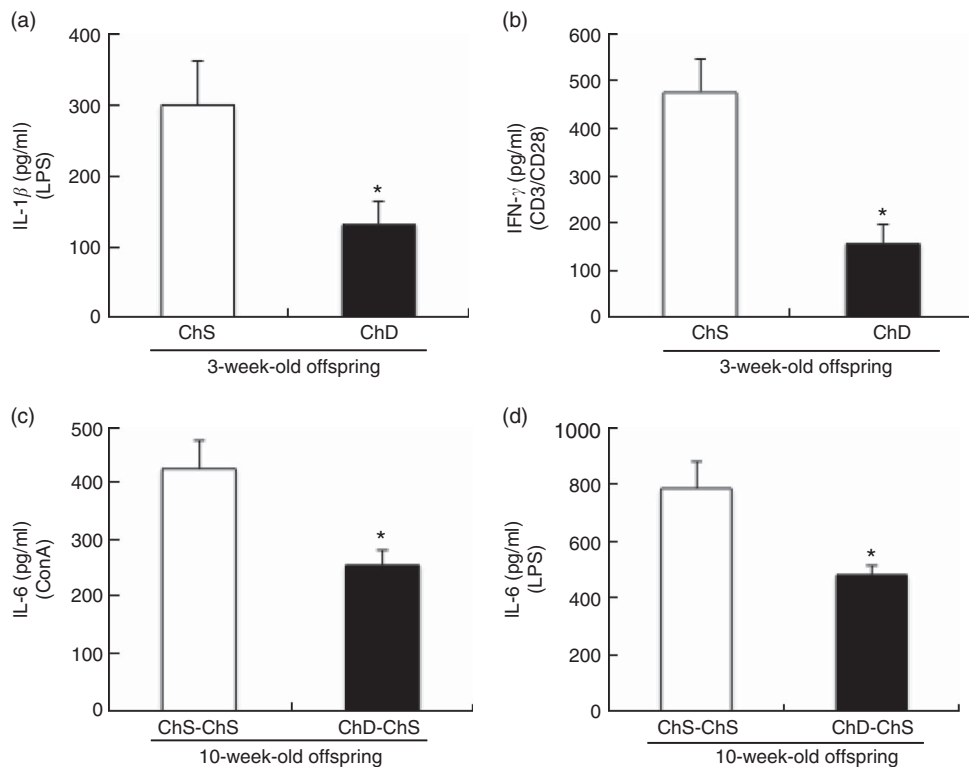 (a)
400
300
200
100
0
IL-1β (pg/ml)
(LPS)
*
ChS
ChD
3-week-old offspring
(b)
600
500
400
300
200
100
0
IFN-γ (pg/ml)
(CD3/CD28)
*
ChS
ChD
3-week-old offspring
(c)
500
400
300
200
100
0
IL-6 (pg/ml)
(ConA)
*
ChS-ChS
ChD-ChS
10-week-old offspring
(d)
1000
800
600
400
200
0
IL-6 (pg/ml)
(LPS)
*
ChS-ChS
ChD-ChS
10-week-old offspring